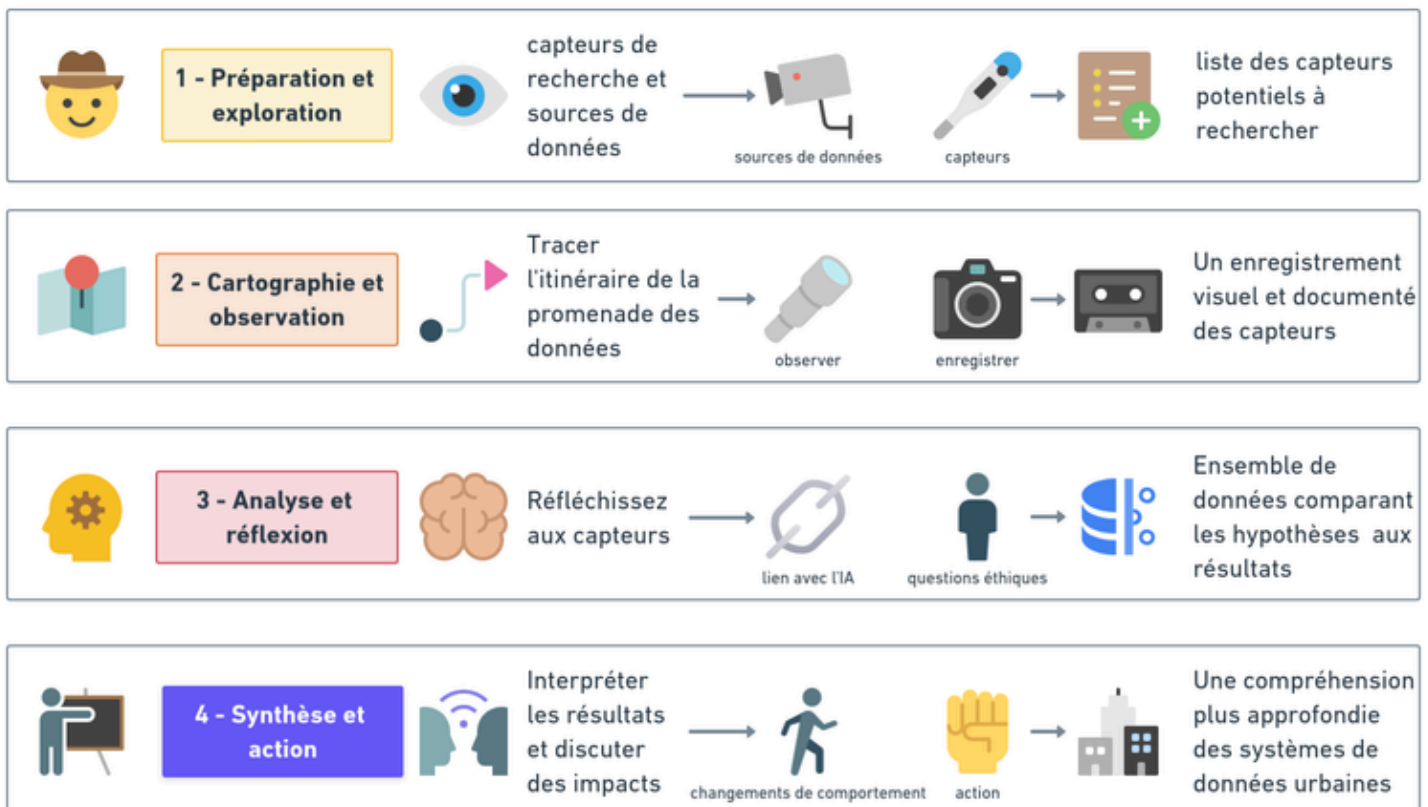 1 - Préparation et
exploration
capteurs de
recherche et
sources de
données
sources de données
capteurs
liste des capteurs
potentiels à
rechercher
2 - Cartographie et
observation
Tracer
l'itinéraire de la
promenade des
données
observer
enregistrer
Un enregistrement
visuel et documenté
des capteurs
3 - Analyse et
réflexion
Réfléchissez
aux capteurs
lien avec l'IA
questions éthiques
Ensemble de
données comparant
les hypothèses aux
résultats
4 - Synthèse et
action
Interpréter
les résultats
et discuter
des impacts
changements de comportement
action
Une compréhension
plus approfondie
des systèmes de
données urbaines